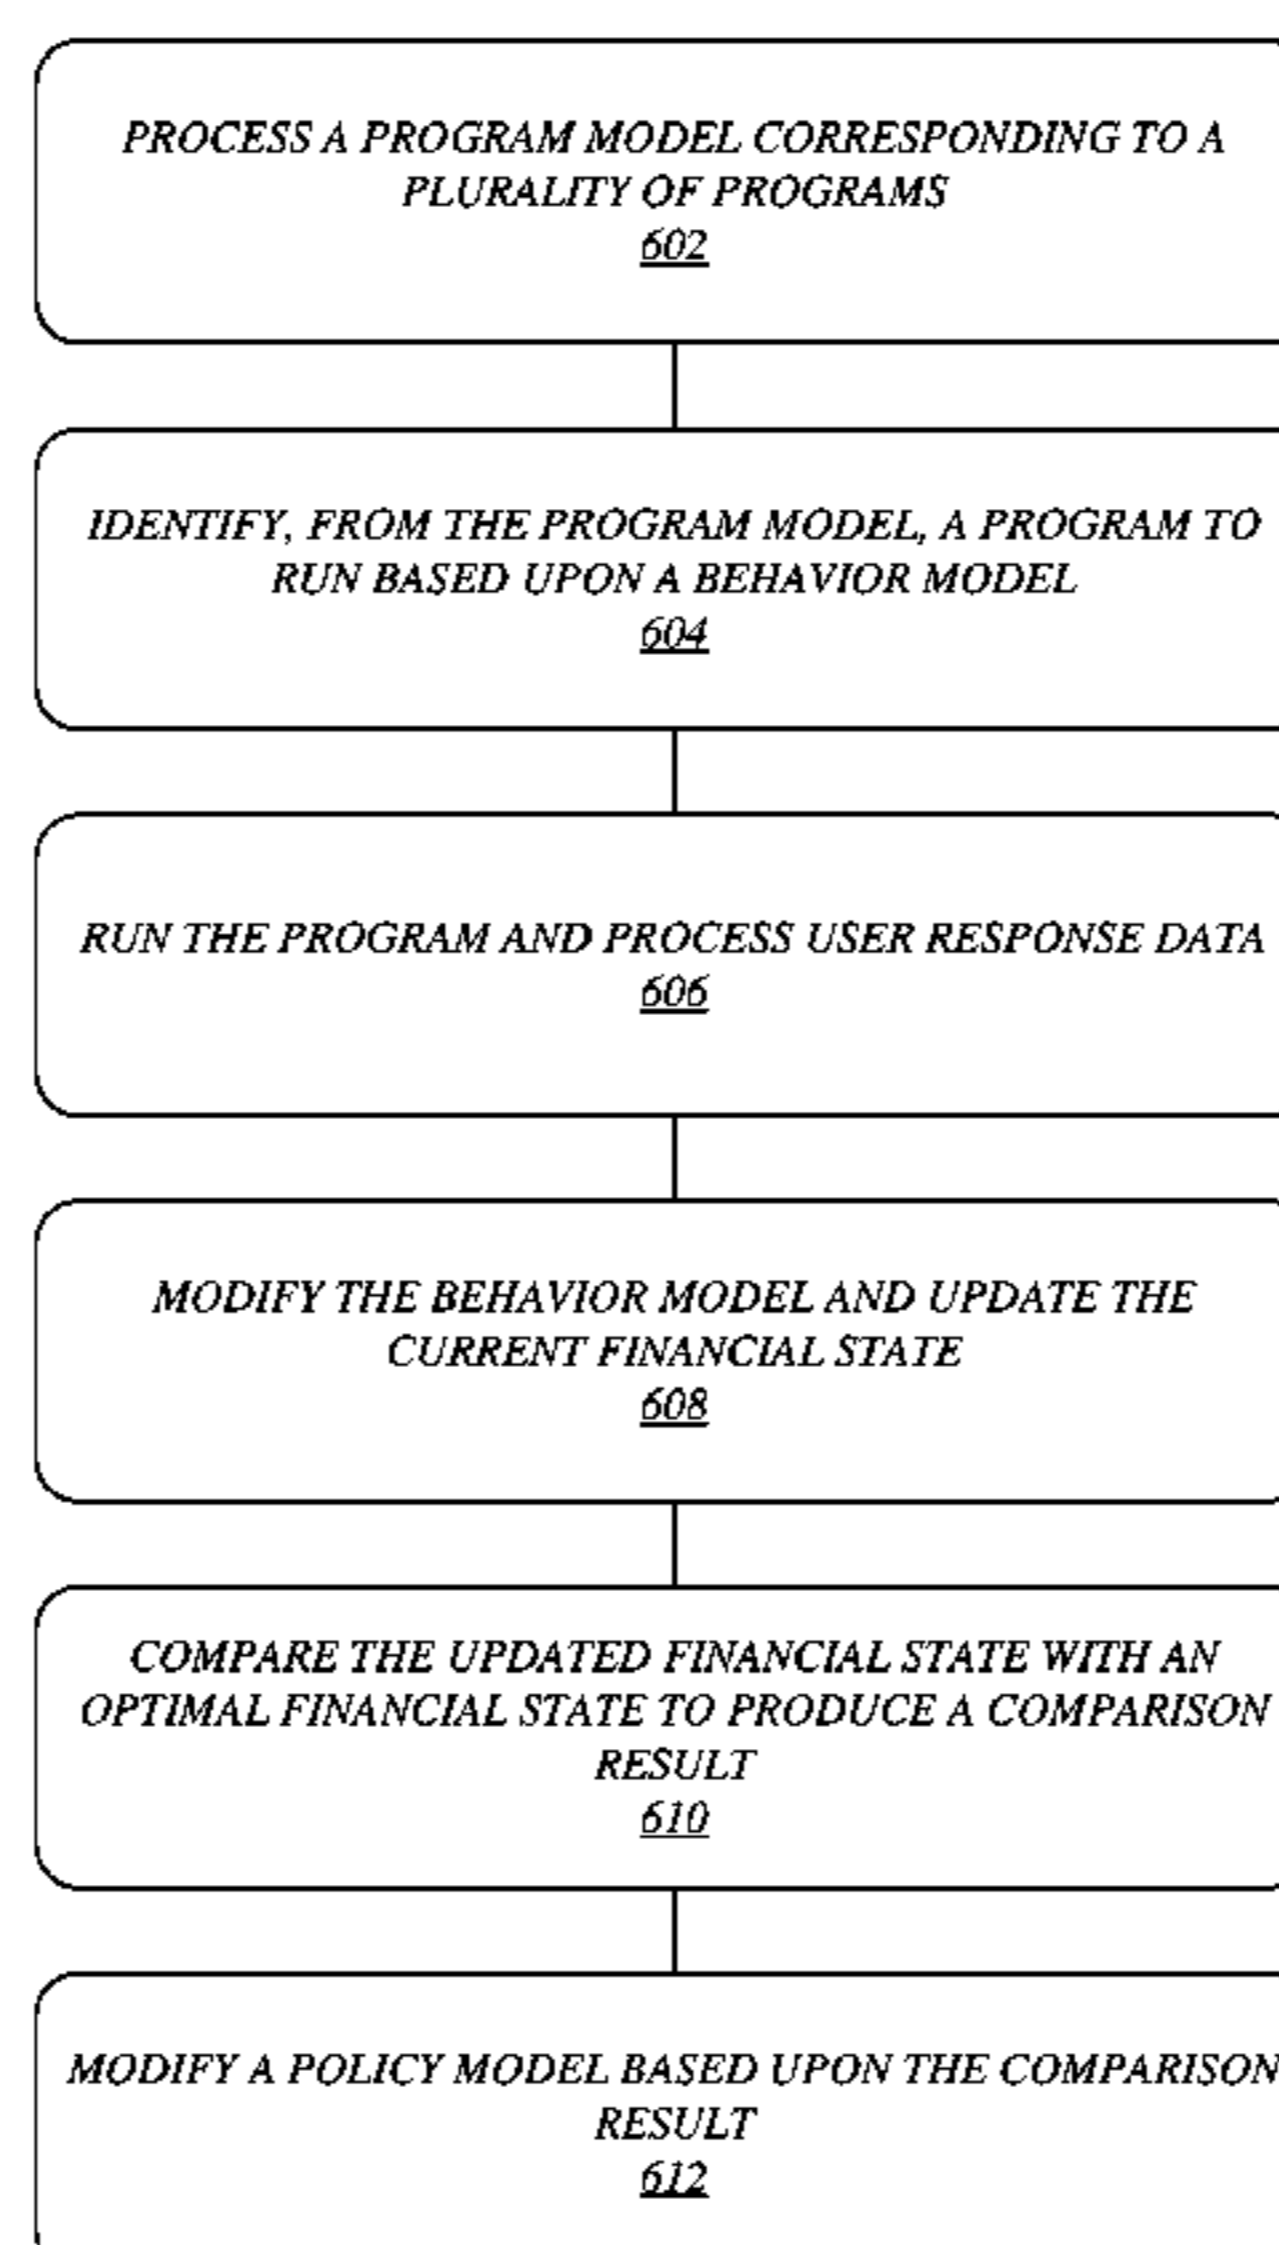 PROCESS A PROGRAM MODEL CORRESPONDING TO A
PLURALITY OF PROGRAMS
602
IDENTIFY, FROM THE PROGRAM MODEL, A PROGRAM TO
RUN BASED UPON A BEHAVIOR MODEL
604
RUN THE PROGRAM AND PROCESS USER RESPONSE DATA
606
MODIFY THE BEHAVIOR MODEL AND UPDATE THE
CURRENT FINANCIAL STATE
608
COMPARE THE UPDATED FINANCIAL STATE WITH AN
OPTIMAL FINANCIAL STATE TO PRODUCE A COMPARISON
RESULT
610
MODIFY A POLICY MODEL BASED UPON THE COMPARISON
RESULT
612